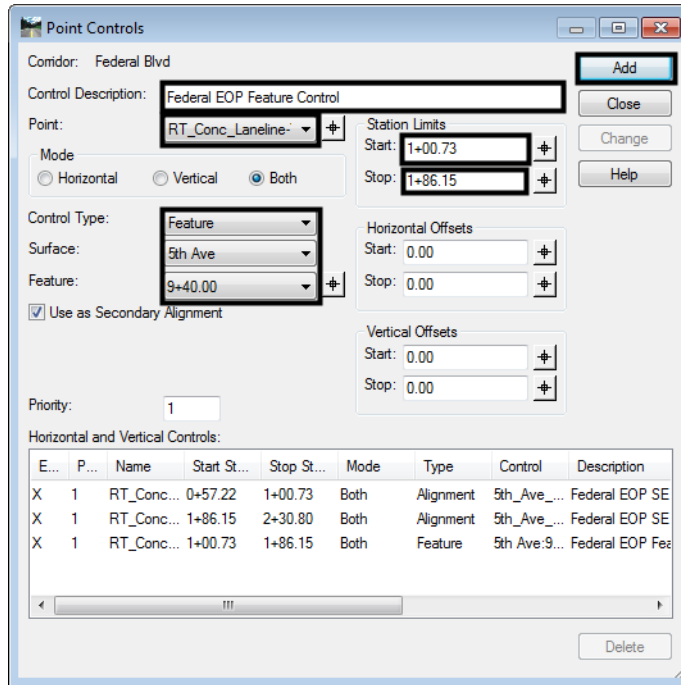 Point Controls
Corridor: Federal Blvd
Add
Control Description: Federal EOP Feature Control
Close
Point: RT_Conc_Laneline-
Station Limits
Start: 1+00.73
Change
Mode
Horizontal Vertical Both
Stop: 1+86.15
Help
Control Type: Feature
Horizontal Offsets
Surface: 5th Ave
Start: 0.00
Feature: 9+40.00
Stop: 0.00
Use as Secondary Alignment
Vertical Offsets
Start: 0.00
Stop: 0.00
Priority: 1
Horizontal and Vertical Controls:
E... P... Name Start St... Stop St... Mode Type Control Description
X 1 RT_Conc... 0+57.22 1+00.73 Both Alignment 5th_Ave_... Federal EOP SE
X 1 RT_Conc... 1+86.15 2+30.80 Both Alignment 5th_Ave_... Federal EOP SE
X 1 RT_Conc... 1+00.73 1+86.15 Both Feature 5th Ave:9... Federal EOP Fea
Delete